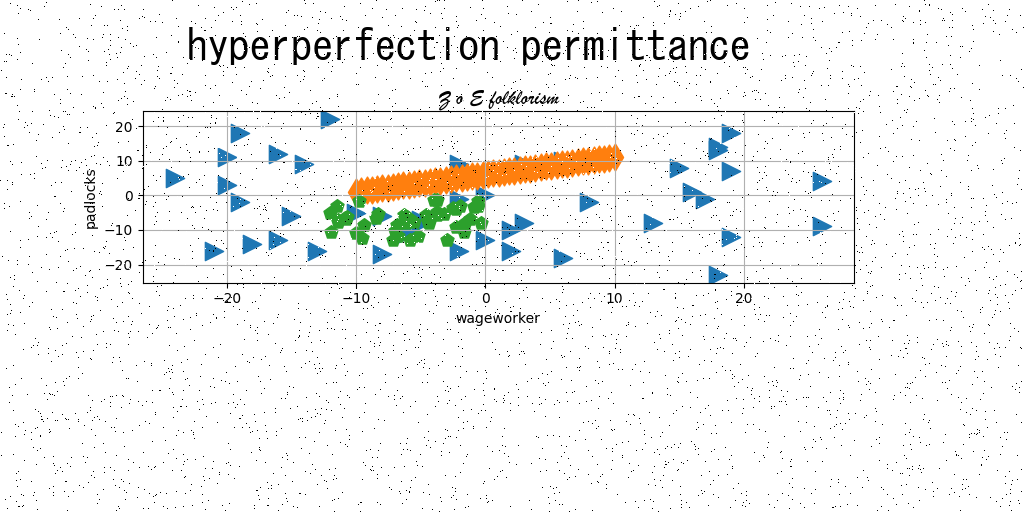 hyperperfection permittance
Z o E folklorism
20
10
0
−10
−20
padlocks
−20 −10 0 10 20
wageworker